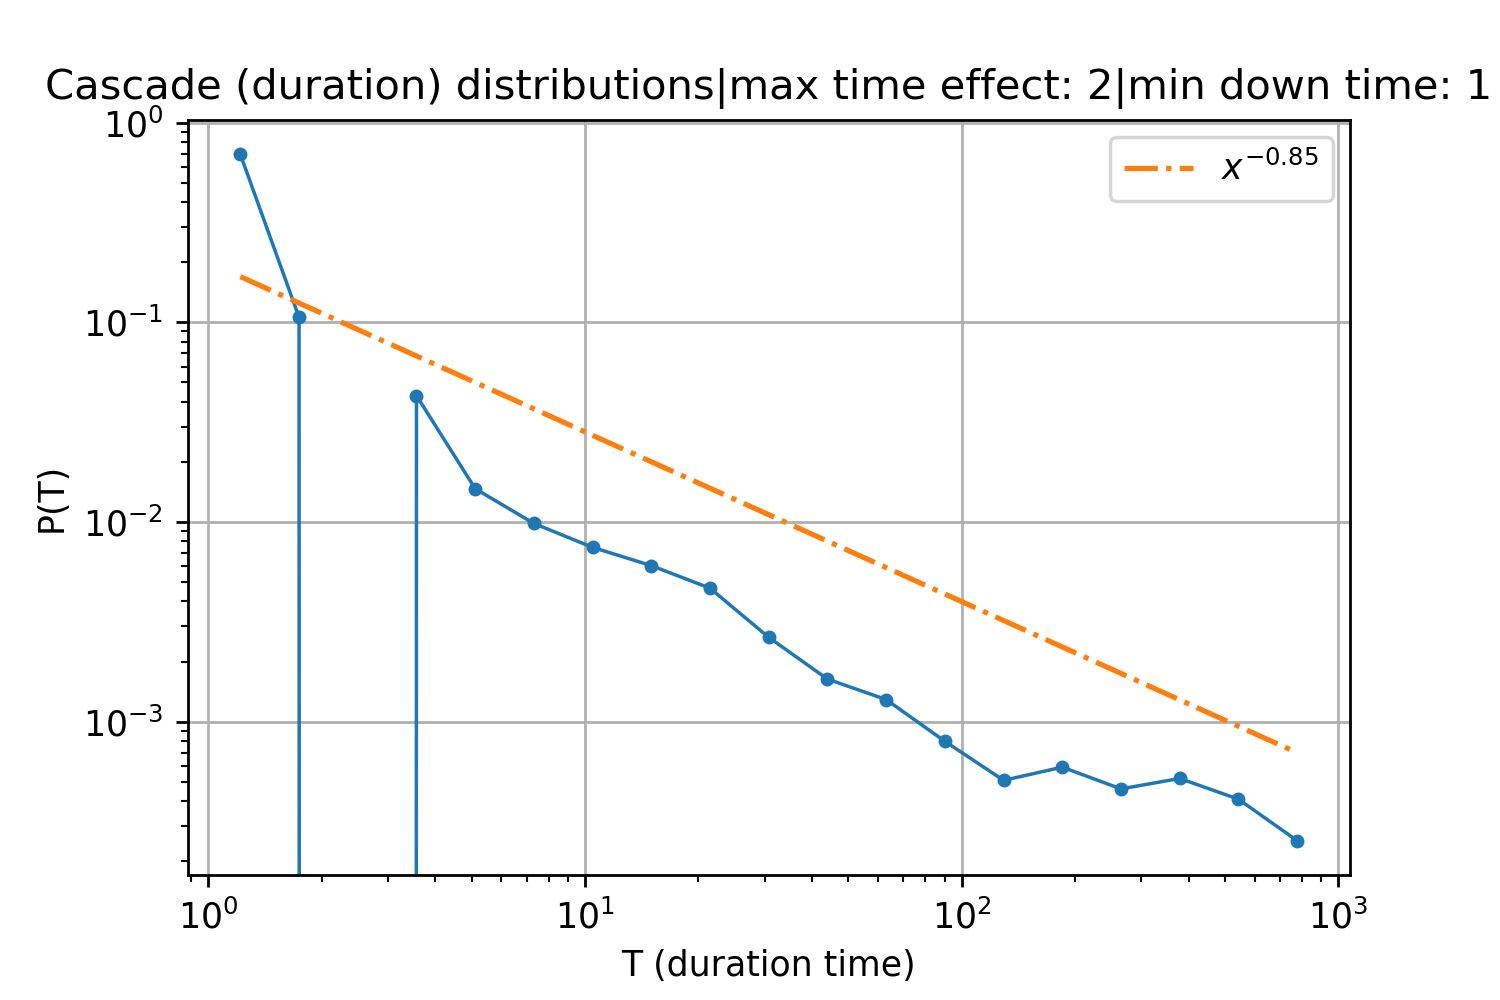 Cascade (duration) distributions|max time effect: 2|min down time: 1
10⁰
10⁻¹
10⁻²
10⁻³
P(T)
x⁻⁰·⁸⁵
10⁰ 10¹ 10² 10³
T (duration time)